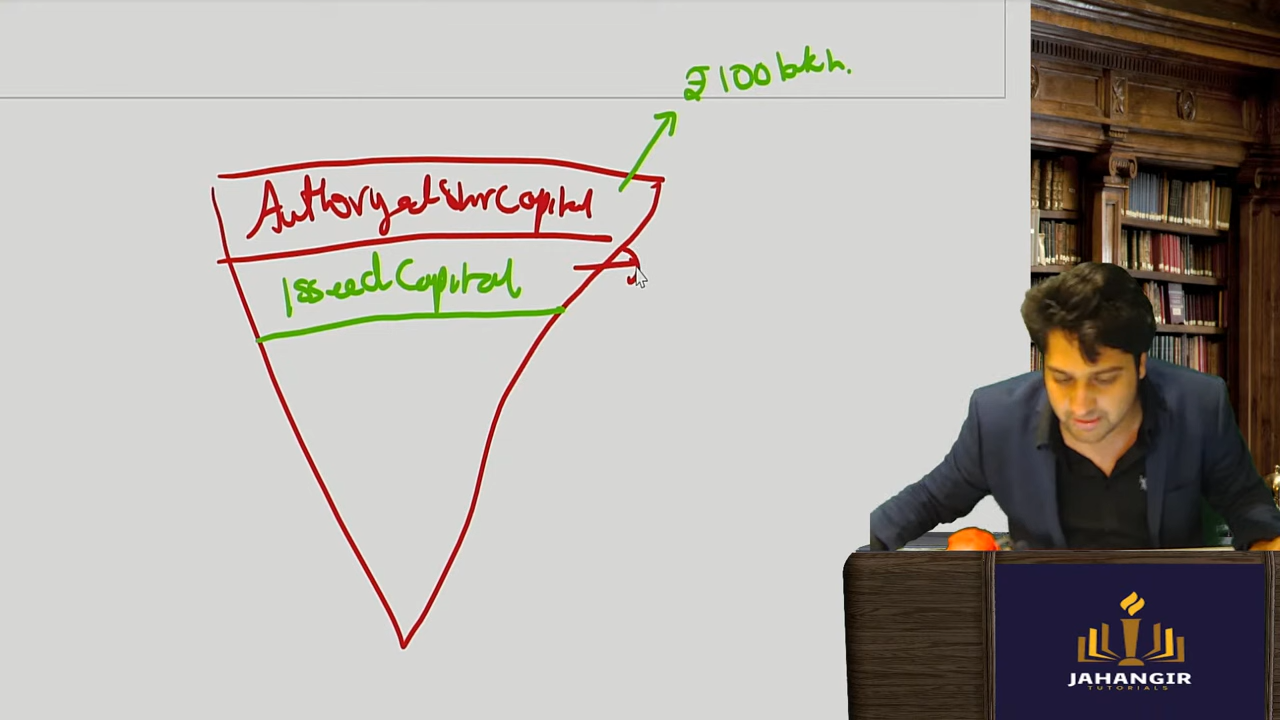 ₹100 lakh.
Authorized Share Capital
Issued Capital
JAHANGIR
TUTORIALS